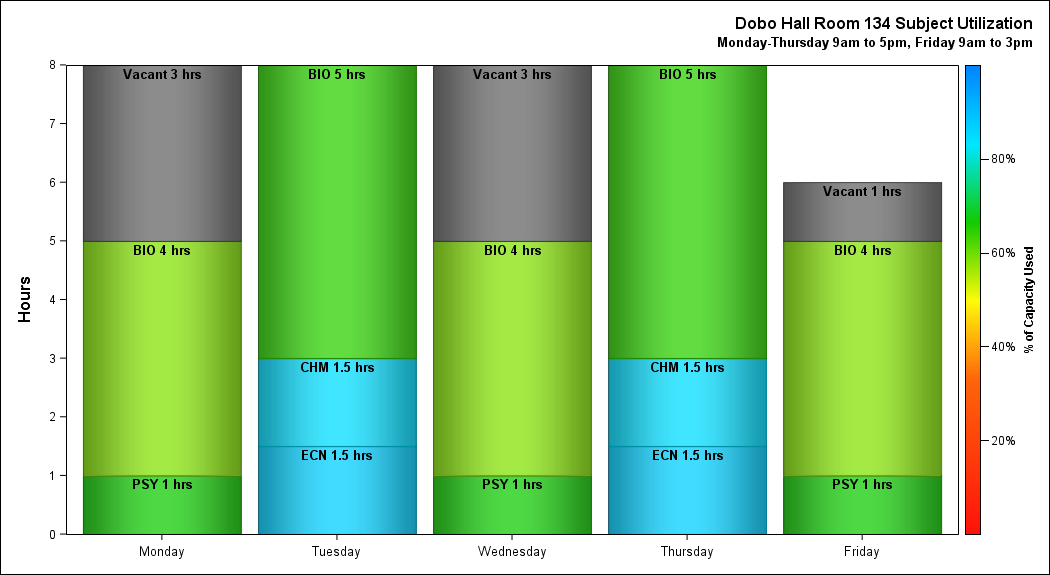 Dobo Hall Room 134 Subject Utilization
Monday-Thursday 9am to 5pm, Friday 9am to 3pm
8
7
6
5
4
3
2
1
0
Hours
Vacant 3 hrs
BIO 4 hrs
PSY 1 hrs
BIO 5 hrs
CHM 1.5 hrs
ECN 1.5 hrs
Vacant 3 hrs
BIO 4 hrs
PSY 1 hrs
BIO 5 hrs
CHM 1.5 hrs
ECN 1.5 hrs
Vacant 1 hrs
BIO 4 hrs
PSY 1 hrs
Monday
Tuesday
Wednesday
Thursday
Friday
80%
60%
40%
20%
% of Capacity Used